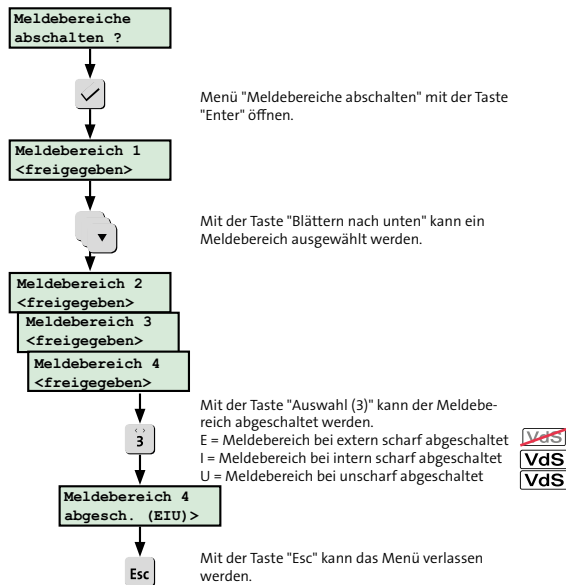 Meldebereiche
abschalten ?
Menü "Meldebereiche abschalten" mit der Taste
"Enter" öffnen.
Meldebereich 1
<freigegeben>
Mit der Taste "Blättern nach unten" kann ein
Meldebereich ausgewählt werden.
Meldebereich 2
<freigegeben>
Meldebereich 3
<freigegeben>
Meldebereich 4
<freigegeben>
Mit der Taste "Auswahl (3)" kann der Meldebe-
reich abgeschaltet werden.
3
E = Meldebereich bei extern scharf abgeschaltet VdS
I = Meldebereich bei intern scharf abgeschaltet VdS
U = Meldebereich bei unscharf abgeschaltet VdS
Meldebereich 4
abgesch. (EIU)>
Mit der Taste "Esc" kann das Menü verlassen
werden.
Esc